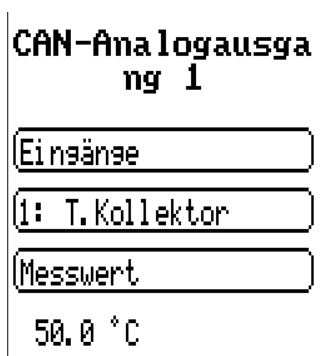 CAN-Analogausga
ng 1
Eingänge
1: T.Kollektor
Messwert
50.0 °C